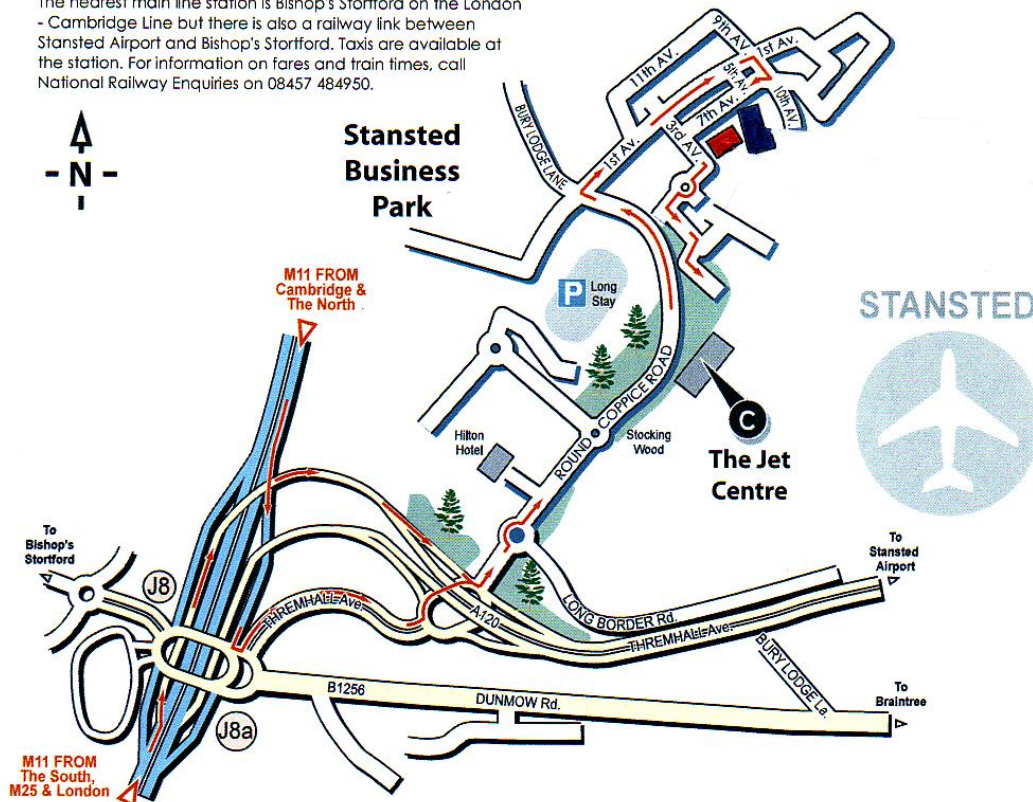 The nearest main line station is Bishop's Stortford on the London
- Cambridge Line but there is also a railway link between
Stansted Airport and Bishop's Stortford. Taxis are available at
the station. For information on fares and train times, call
National Railway Enquiries on 08457 484950.
N
Stansted
Business
Park
BURY LODGE LANE
11th AV.
9th AV.
1st AV.
5th AV.
10th AV.
7th AV.
3rd AV.
1st AV.
M11 FROM
Cambridge &
The North
P
Long
Stay
STANSTED
ROUND COPPICE ROAD
Hilton
Hotel
Stocking
Wood
C
The Jet
Centre
To
Bishop's
Stortford
To
Stansted
Airport
J8
THREMHALL Ave.
A120
LONG BORDER Rd.
THREMHALL Ave.
BURY LODGE La.
B1256
DUNMOW Rd.
To
Braintree
J8a
M11 FROM
The South,
M25 & London